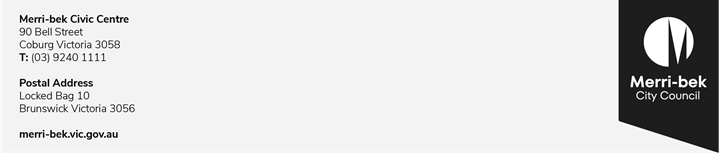 Merri-bek Civic Centre
90 Bell Street
Coburg Victoria 3058
T: (03) 9240 1111
Postal Address
Locked Bag 10
Brunswick Victoria 3056
merri-bek.vic.gov.au
Merri-bek
City Council